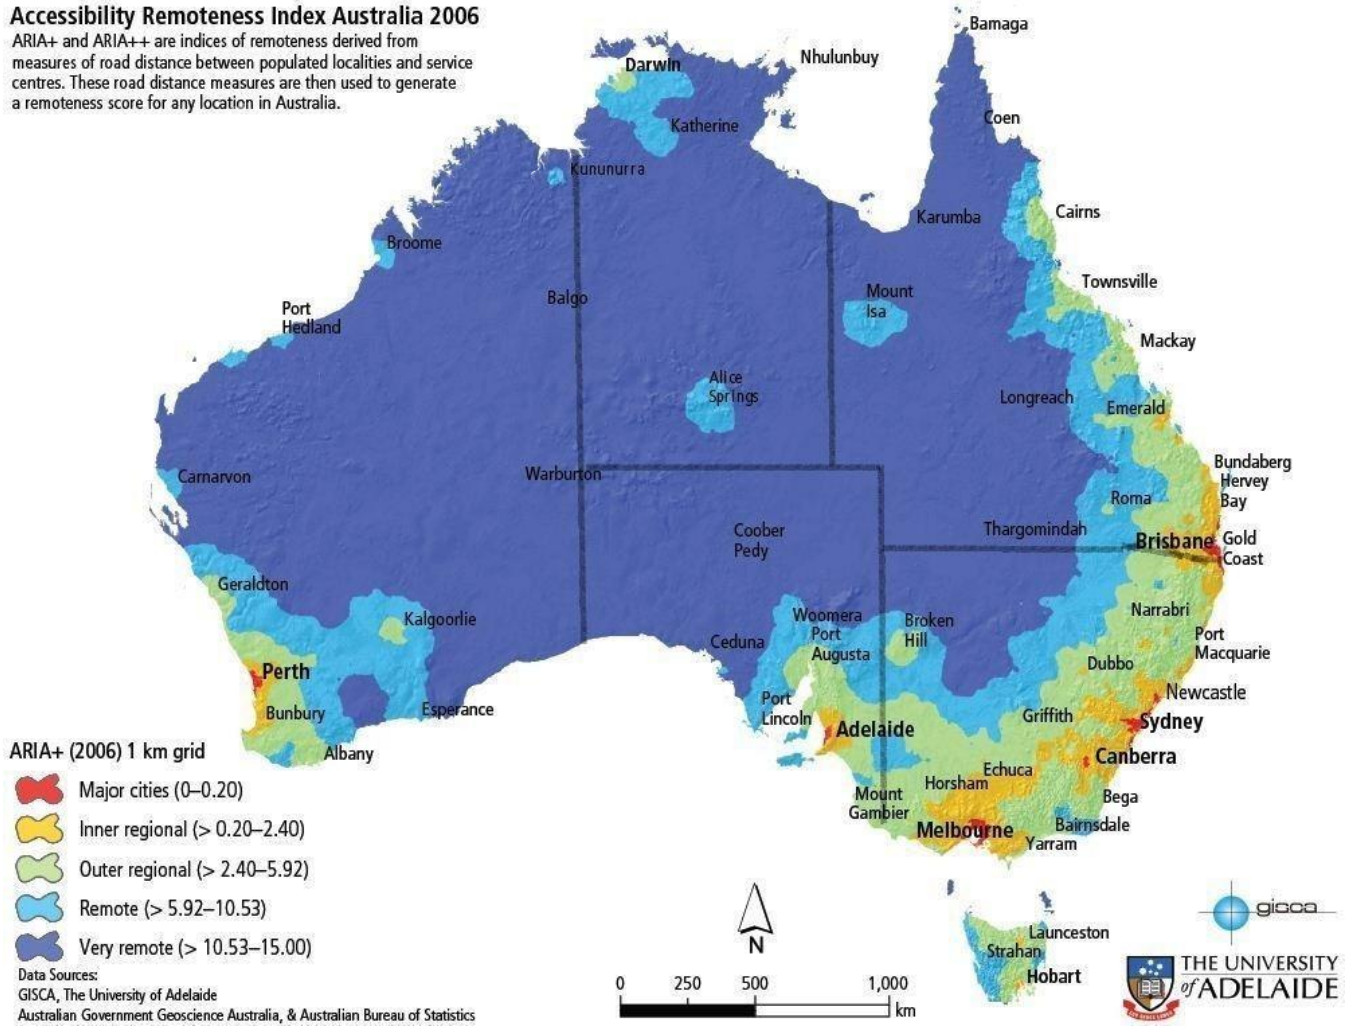 Accessibility Remoteness Index Australia 2006
ARIA+ and ARIA++ are indices of remoteness derived from
measures of road distance between populated localities and service
centres. These road distance measures are then used to generate
a remoteness score for any location in Australia.
Bamaga
Nhulunbuy
Darwin
Coen
Katherine
Kununurra
Cairns
Karumba
Broome
Townsville
Balgo
Mount
Isa
Port
Hedland
Mackay
Alice
Springs
Longreach
Emerald
Carnarvon
Warburton
Bundaberg
Hervey
Bay
Roma
Coober
Pedy
Thargomindah
Brisbane
Gold
Coast
Geraldton
Kalgoorlie
Woomera
Broken
Hill
Narrabri
Ceduna
Port
Augusta
Port
Macquarie
Perth
Dubbo
Newcastle
Bunbury
Esperance
Port
Lincoln
Griffith
Sydney
Adelaide
Albany
Canberra
Echuca
Horsham
Mount
Gambier
Bega
Melbourne
Bairnsdale
Yarram
Launceston
Strahan
Hobart
ARIA+ (2006) 1 km grid
Major cities (0–0.20)
Inner regional (> 0.20–2.40)
Outer regional (> 2.40–5.92)
Remote (> 5.92–10.53)
Very remote (> 10.53–15.00)
Data Sources:
GISCA, The University of Adelaide
Australian Government Geoscience Australia, & Australian Bureau of Statistics
N
0 250 500 1,000
km
gisca
THE UNIVERSITY
of ADELAIDE